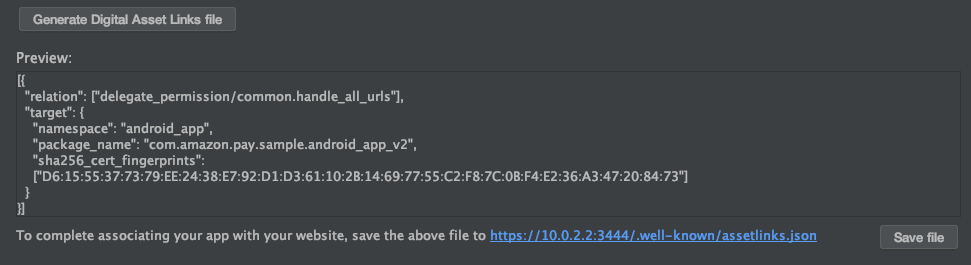 Generate Digital Asset Links file
Preview:
[{
"relation": ["delegate_permission/common.handle_all_urls"],
"target": {
"namespace": "android_app",
"package_name": "com.amazon.pay.sample.android_app_v2",
"sha256_cert_fingerprints":
["D6:15:55:37:73:79:EE:24:38:E7:92:D1:D3:61:10:2B:14:69:77:55:C2:F8:7C:0B:F4:E2:36:A3:47:20:84:73"]
}
}]
To complete associating your app with your website, save the above file to https://10.0.2.2:3444/.well-known/assetlinks.json
Save file